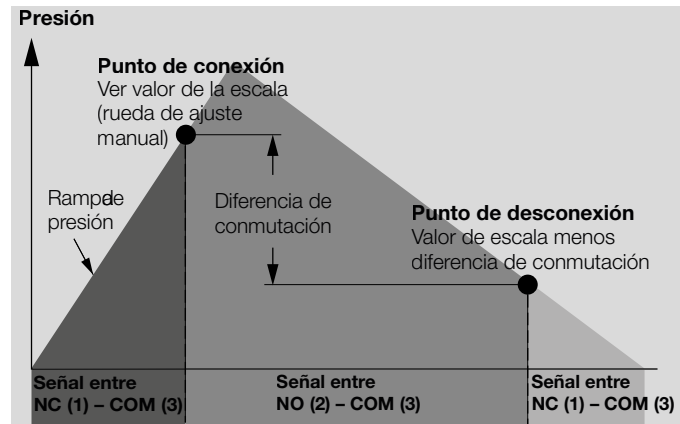 Presión
Punto de conexión
Ver valor de la escala
(rueda de ajuste
manual)
Rampde
presión
Diferencia de
conmutación
Punto de desconexión
Valor de escala menos
diferencia de conmutación
Señal entre
NC (1) – COM (3)
Señal entre
NO (2) – COM (3)
Señal entre
NC (1) – COM (3)